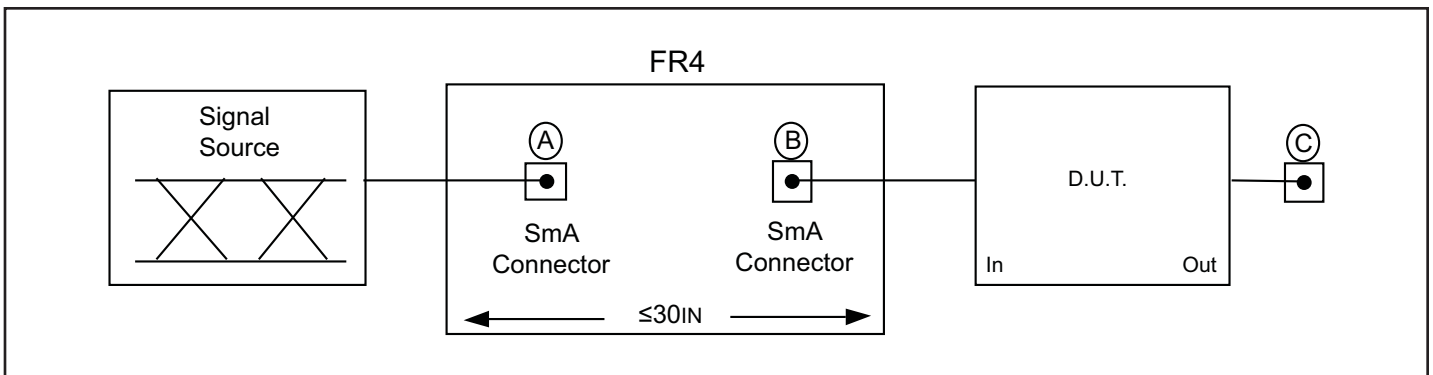 FR4
Signal
Source
A
B
C
D.U.T.
SmA
Connector
SmA
Connector
In
Out
≤30IN